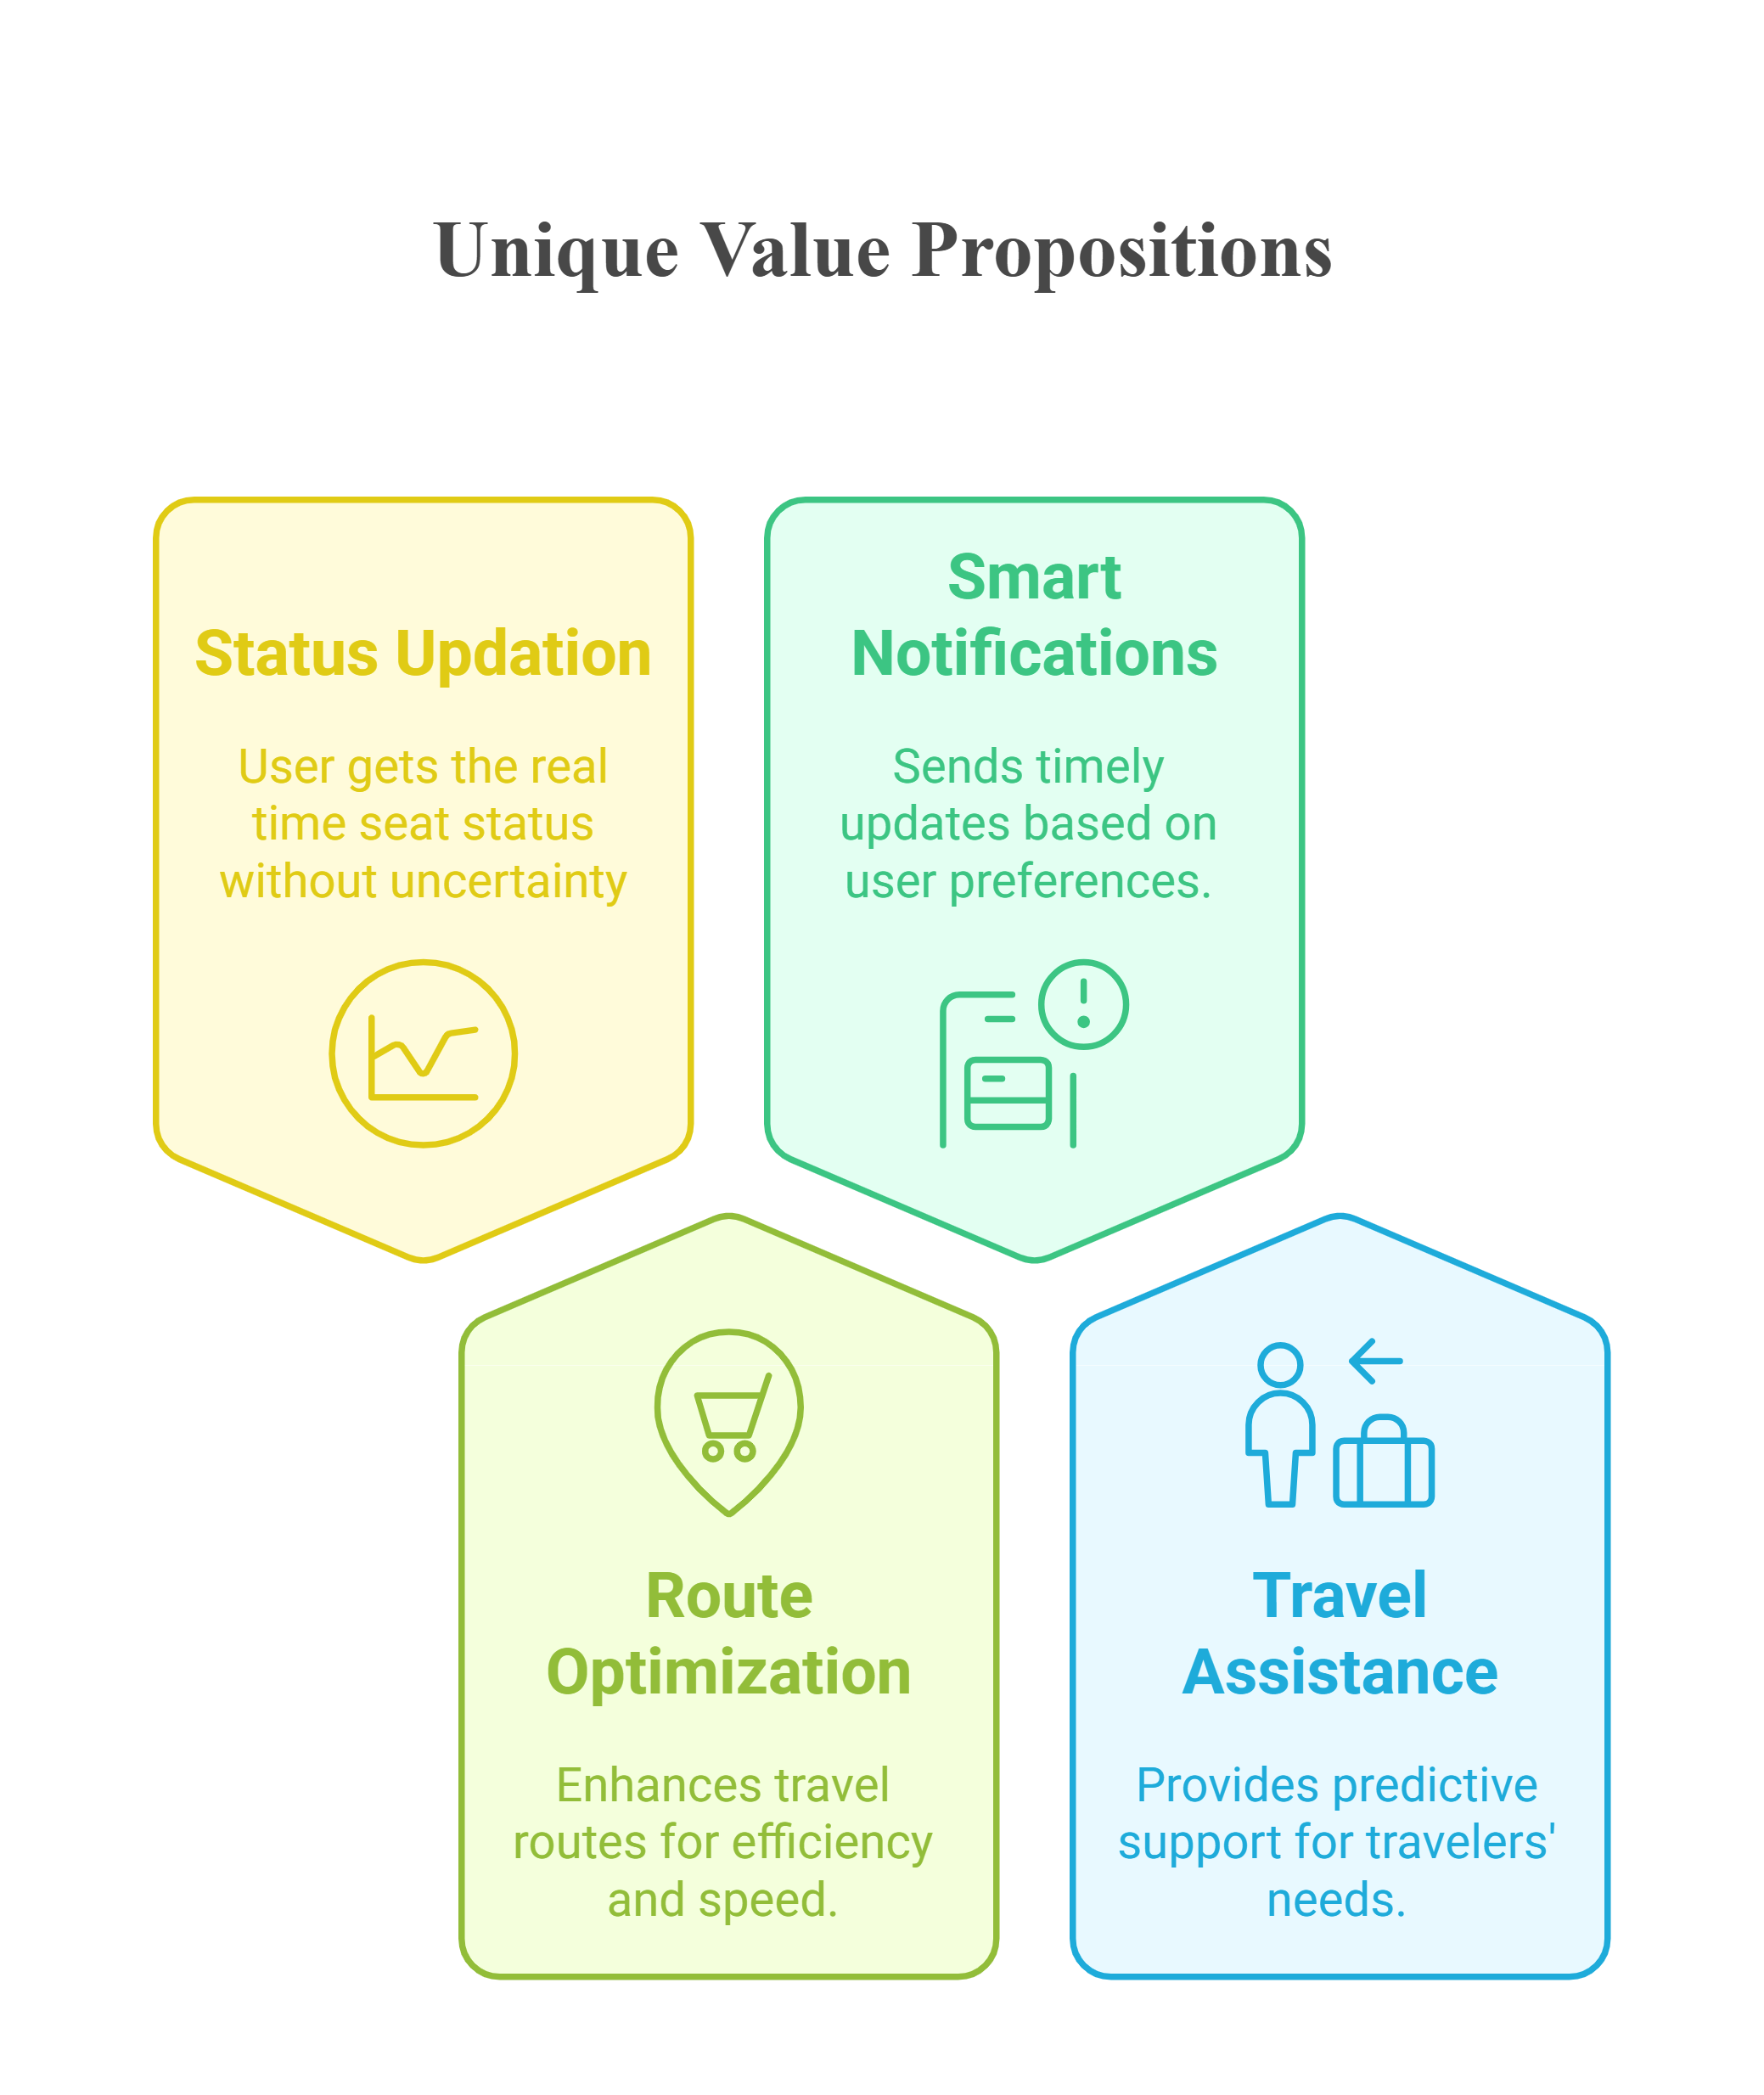 Unique Value Propositions
Status Updation
User gets the real
time seat status
without uncertainty
Smart
Notifications
Sends timely
updates based on
user preferences.
Route
Optimization
Enhances travel
routes for efficiency
and speed.
Travel
Assistance
Provides predictive
support for travelers'
needs.